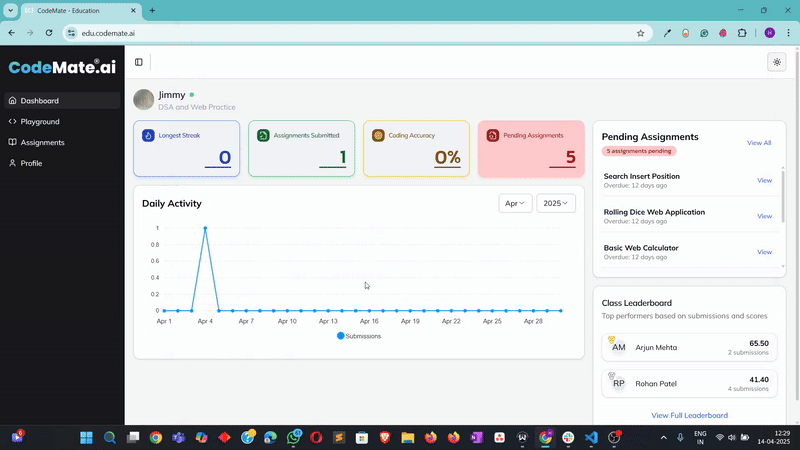 CodeMate - Education
edu.codemate.ai
CodeMate®.ai
Dashboard
Playground
Assignments
Profile
Jimmy
DSA and Web Practice
Longest Streak
0
Assignments Submitted
1
Coding Accuracy
0%
Pending Assignments
5
Daily Activity
Apr
2025
1
0.8
0.6
0.4
0.2
0
Apr 1
Apr 4
Apr 7
Apr 10
Apr 13
Apr 16
Apr 19
Apr 22
Apr 25
Apr 28
Submissions
Pending Assignments
View All
5 assignments pending
Search Insert Position
Overdue: 12 days ago
View
Rolling Dice Web Application
Overdue: 12 days ago
View
Basic Web Calculator
Overdue: 12 days ago
View
Class Leaderboard
Top performers based on submissions and scores
AM
Arjun Mehta
65.50
2 submissions
RP
Rohan Patel
41.40
4 submissions
View Full Leaderboard
ENG
IN
12:29
14-04-2025